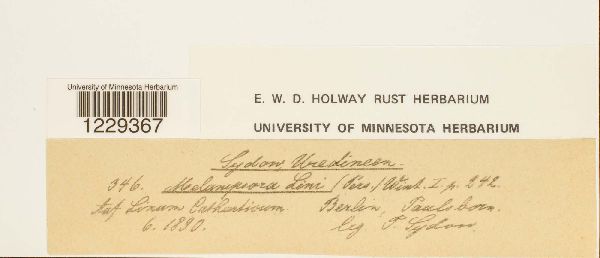 University of Minnesota Herbarium
1229367
E. W. D. HOLWAY RUST HERBARIUM
UNIVERSITY OF MINNESOTA HERBARIUM
Sydow, Uredineen.
346. Melampsora Lini (Pers.) Wint. I. p. 242.
Auf Linum Catharticum. Berlin, Paulsborn.
6. 1890. leg P. Sydow.